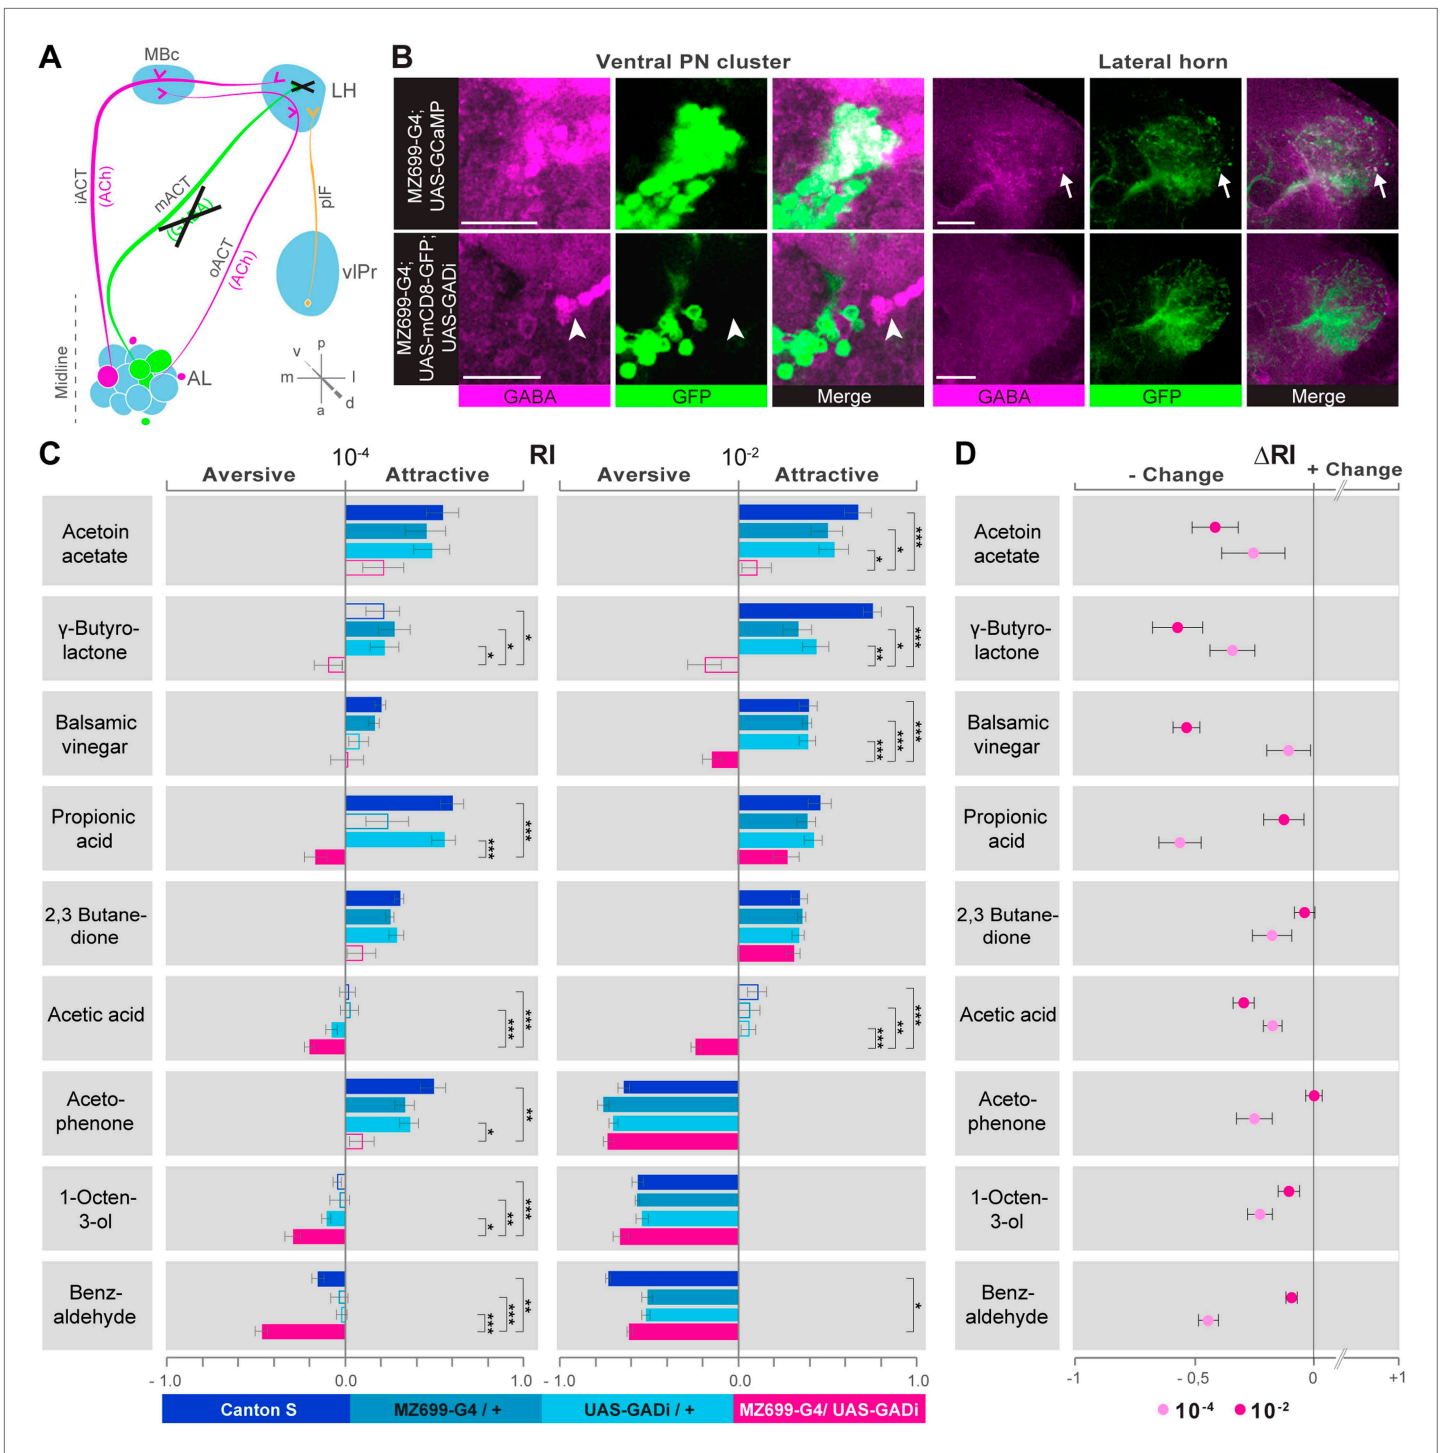 A
MBc
LH
iACT
(ACh)
mACT
oACT
(ACh)
plF
vlPr
Midline
AL
v
p
m
l
a
d
B
Ventral PN cluster
Lateral horn
MZ699-G4;
UAS-GCaMP
MZ699-G4;
UAS-mCD8-GFP;
UAS-GADi
GABA
GFP
Merge
GABA
GFP
Merge
C
10-4
RI
10-2
Aversive
Attractive
Aversive
Attractive
D
ΔRI
- Change
+ Change
Acetoin
acetate
***
*
*
Acetoin
acetate
γ-Butyro-
lactone
*
*
*
***
*
**
γ-Butyro-
lactone
Balsamic
vinegar
***
***
***
Balsamic
vinegar
Propionic
acid
***
***
Propionic
acid
2,3 Butane-
dione
2,3 Butane-
dione
Acetic acid
***
***
***
**
***
Acetic acid
Aceto-
phenone
**
*
Aceto-
phenone
1-Octen-
3-ol
***
**
*
1-Octen-
3-ol
Benz-
aldehyde
**
***
***
*
Benz-
aldehyde
- 1.0
0.0
1.0
- 1.0
0.0
1.0
-1
- 0,5
0
+1
Canton S
MZ699-G4 / +
UAS-GADi / +
MZ699-G4/ UAS-GADi
10-4
10-2